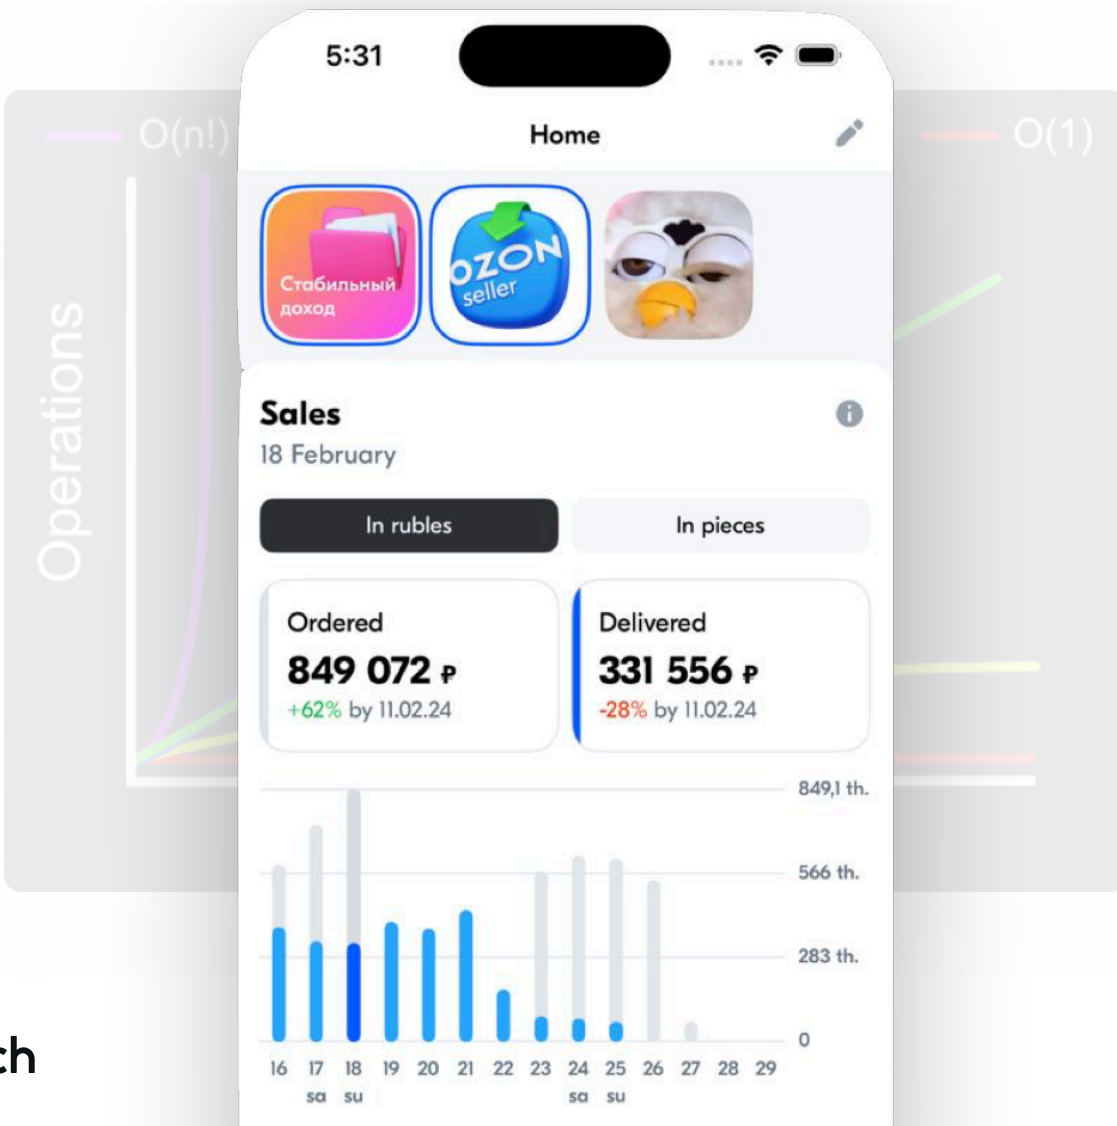 5:31
O(n!)
Home
O(1)
Стабильный
доход
OZON
seller
Operations
Sales
18 February
In rubles
In pieces
Ordered
849 072 ₽
+62% by 11.02.24
Delivered
331 556 ₽
-28% by 11.02.24
849,1 th.
566 th.
283 th.
0
16 17 18 19 20 21 22 23 24 25 26 27 28 29
sa su sa su
ch